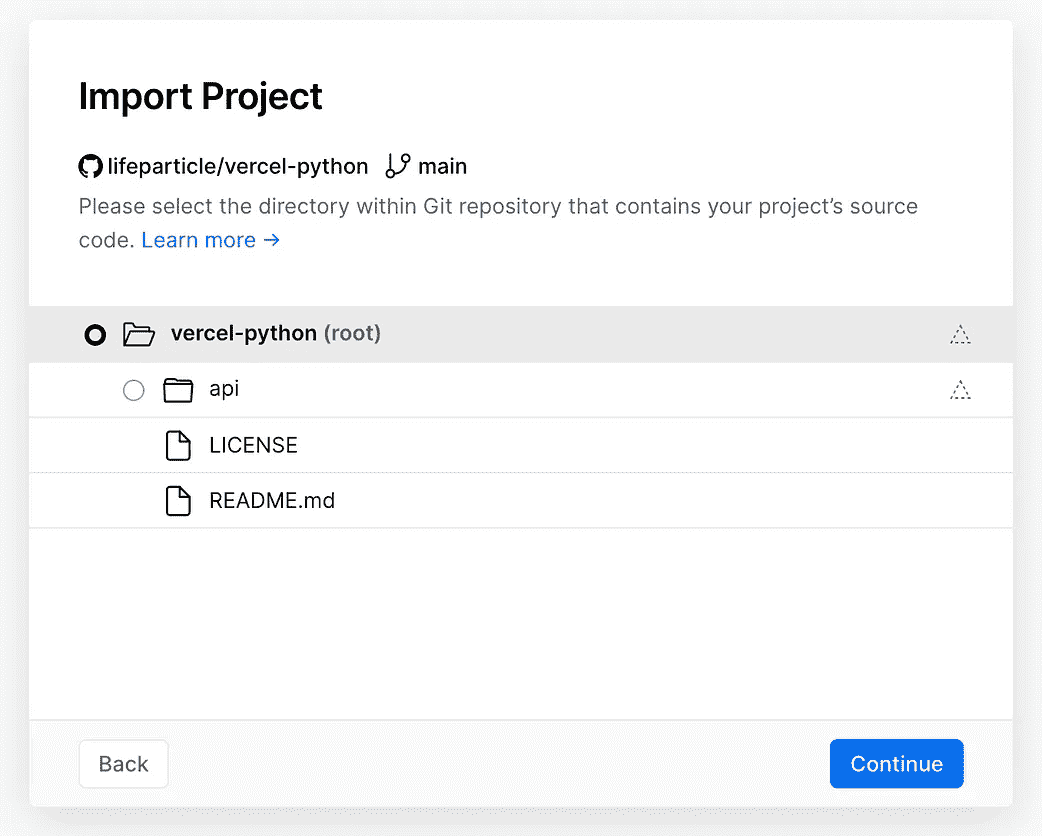 Import Project
lifeparticle/vercel-python main
Please select the directory within Git repository that contains your project’s source
code. Learn more →
vercel-python (root)
api
LICENSE
README.md
Back Continue